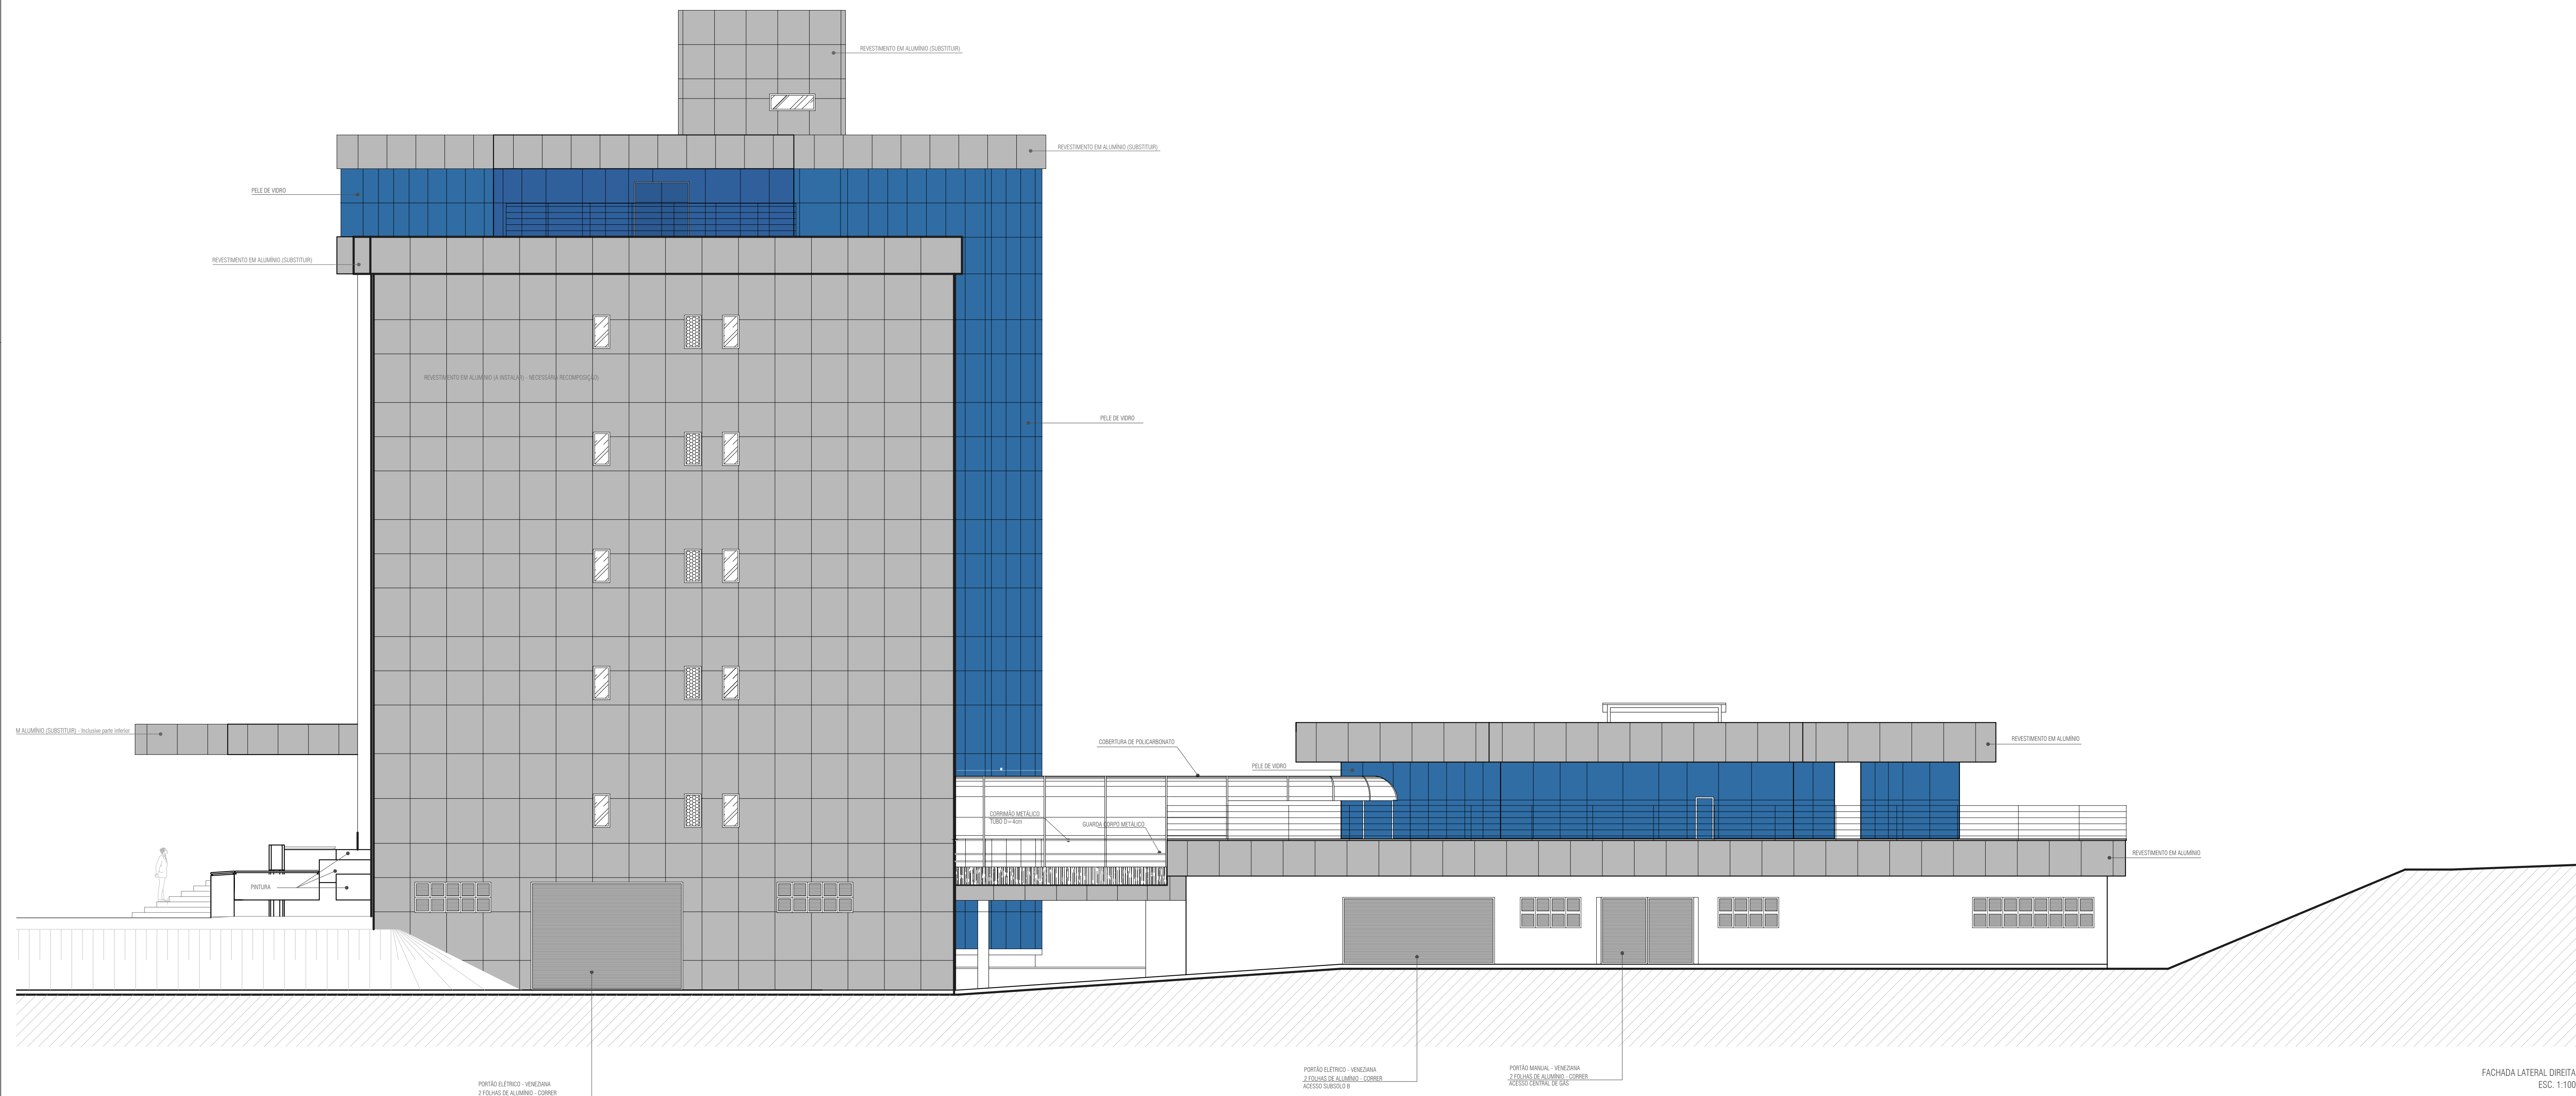 REVESTIMENTO EM ALUMÍNIO (SUBSTITUIR)
REVESTIMENTO EM ALUMÍNIO (SUBSTITUIR)
PELE DE VIDRO
REVESTIMENTO EM ALUMÍNIO (SUBSTITUIR)
REVESTIMENTO EM ALUMÍNIO (A INSTALAR) - NECESSÁRIA RECOMPOSIÇÃO)
PELE DE VIDRO
M ALUMÍNIO (SUBSTITUIR) - Inclusive parte inferior
COBERTURA DE POLICARBONATO
REVESTIMENTO EM ALUMÍNIO
PELE DE VIDRO
CORRIMÃO METÁLICO
TUBO D=4cm
GUARDA CORPO METÁLICO
REVESTIMENTO EM ALUMÍNIO
PINTURA
PORTÃO ELÉTRICO - VENEZIANA
2 FOLHAS DE ALUMÍNIO - CORRER
PORTÃO ELÉTRICO - VENEZIANA
2 FOLHAS DE ALUMÍNIO - CORRER
ACESSO SUBSOLO B
PORTÃO MANUAL - VENEZIANA
2 FOLHAS DE ALUMÍNIO - CORRER
ACESSO CENTRAL DE GÁS
FACHADA LATERAL DIREITA
ESC. 1:100